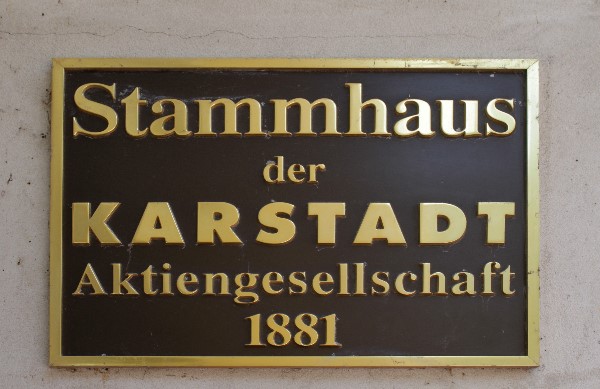 Stammhaus
der
KARSTADT
Aktiengesellschaft
1881